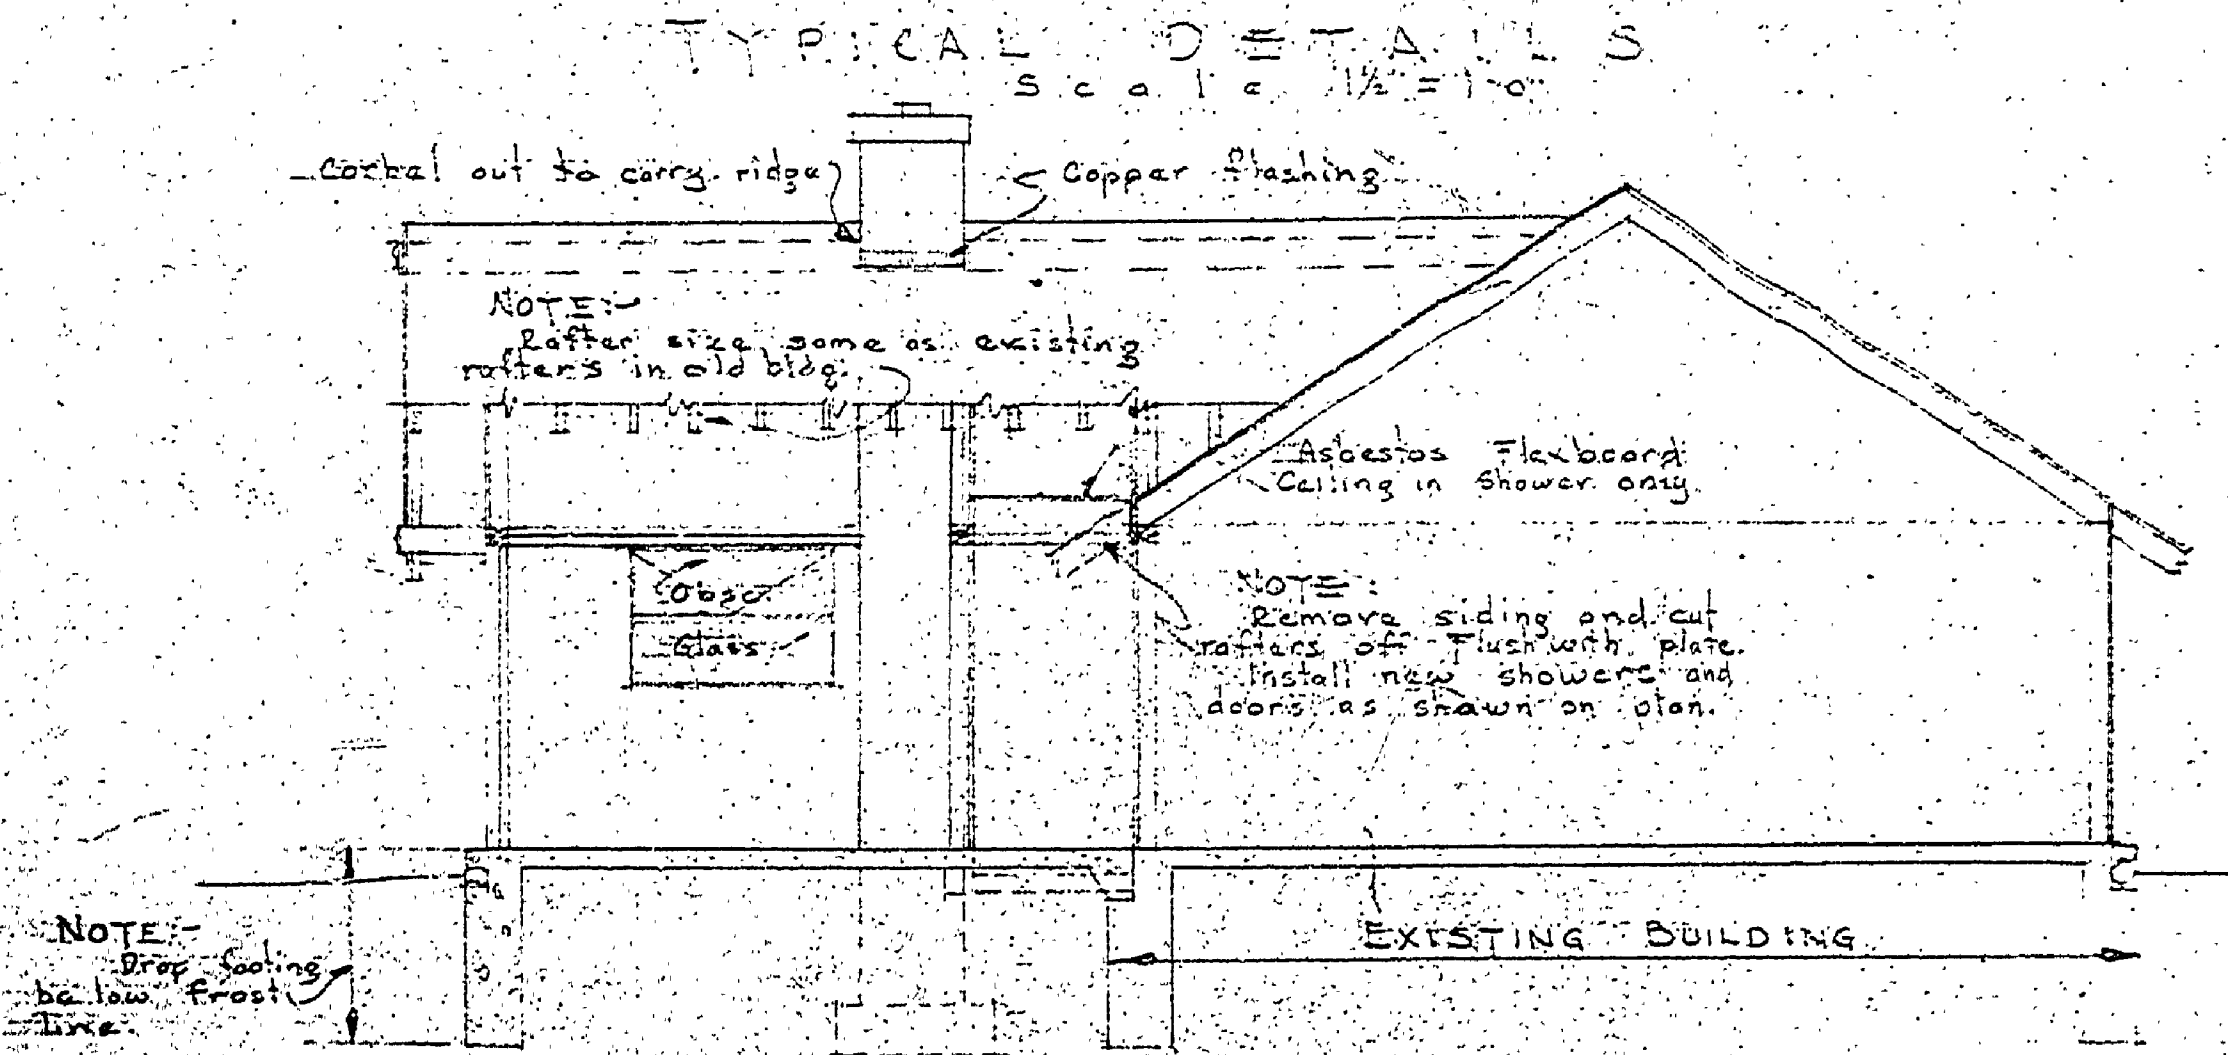 TYPICAL DETAILS
Scale 1½"=1'-0"
Corbel out to carry ridge
Copper flashing
NOTE:-
Rafter size same as existing
rafters in old bldg.
Asbestos Flexboard
Ceiling in shower only.
Obsc.
Glass
NOTE:
Remove siding and cut
rafters off flush with plate.
Install new showers and
doors as shown on plan.
NOTE:-
Drop footing
below frost
line.
EXISTING BUILDING